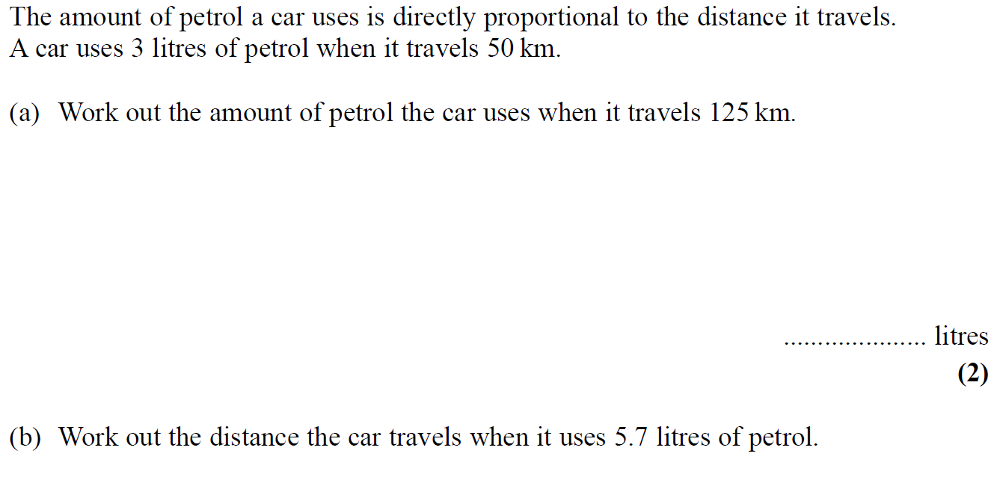 The amount of petrol a car uses is directly proportional to the distance it travels.
A car uses 3 litres of petrol when it travels 50 km.
(a) Work out the amount of petrol the car uses when it travels 125 km.
..................... litres
(2)
(b) Work out the distance the car travels when it uses 5.7 litres of petrol.